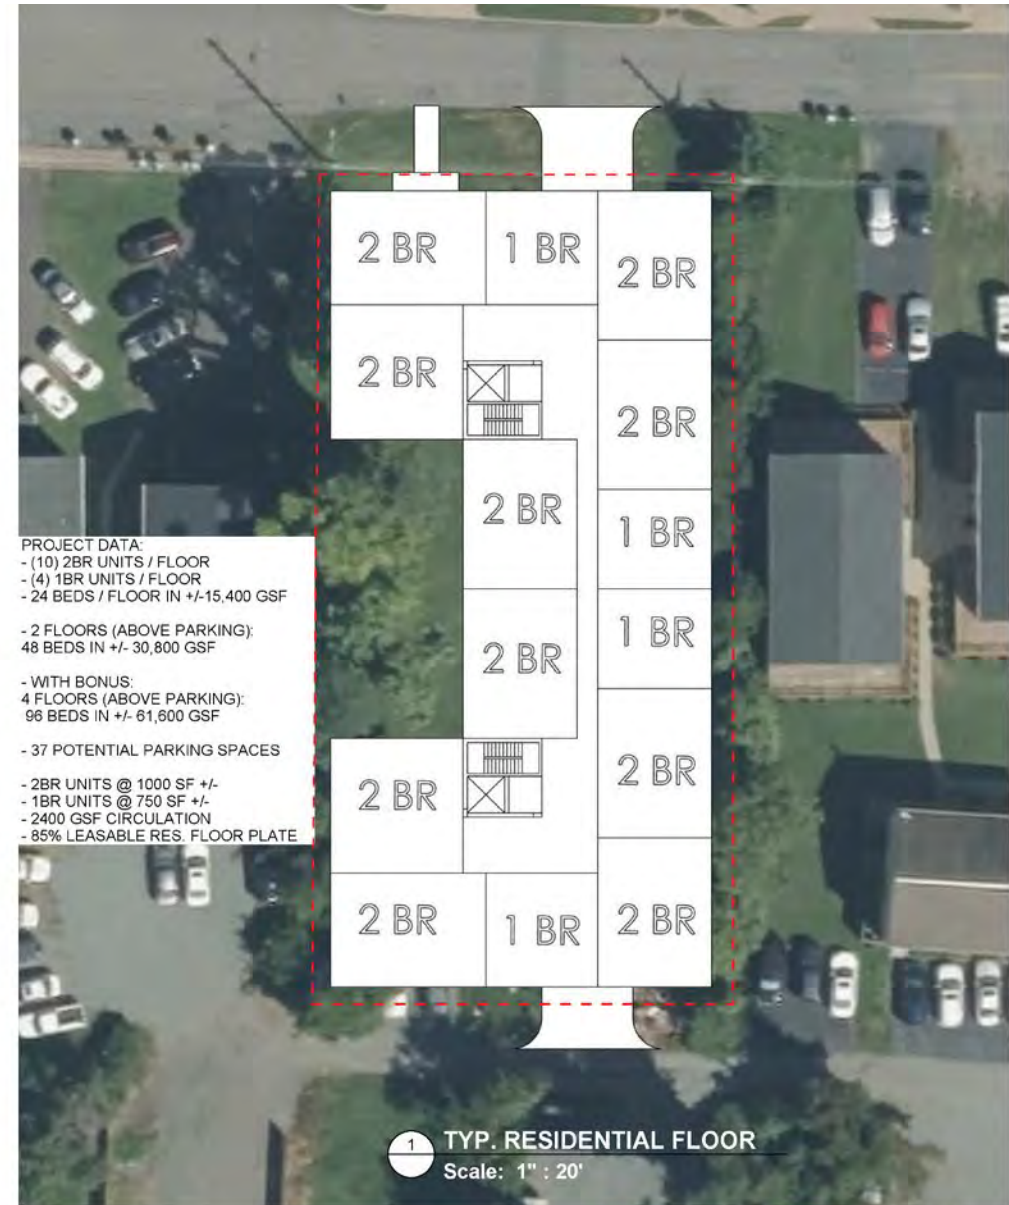 2 BR
1 BR
2 BR
2 BR
2 BR
2 BR
1 BR
PROJECT DATA:
- (10) 2BR UNITS / FLOOR
- (4) 1BR UNITS / FLOOR
- 24 BEDS / FLOOR IN +/-15,400 GSF
- 2 FLOORS (ABOVE PARKING):
48 BEDS IN +/- 30,800 GSF
- WITH BONUS:
4 FLOORS (ABOVE PARKING):
96 BEDS IN +/- 61,600 GSF
- 37 POTENTIAL PARKING SPACES
- 2BR UNITS @ 1000 SF +/-
- 1BR UNITS @ 750 SF +/-
- 2400 GSF CIRCULATION
- 85% LEASABLE RES. FLOOR PLATE
2 BR
1 BR
2 BR
2 BR
2 BR
1 BR
2 BR
1 TYP. RESIDENTIAL FLOOR
Scale: 1" : 20'